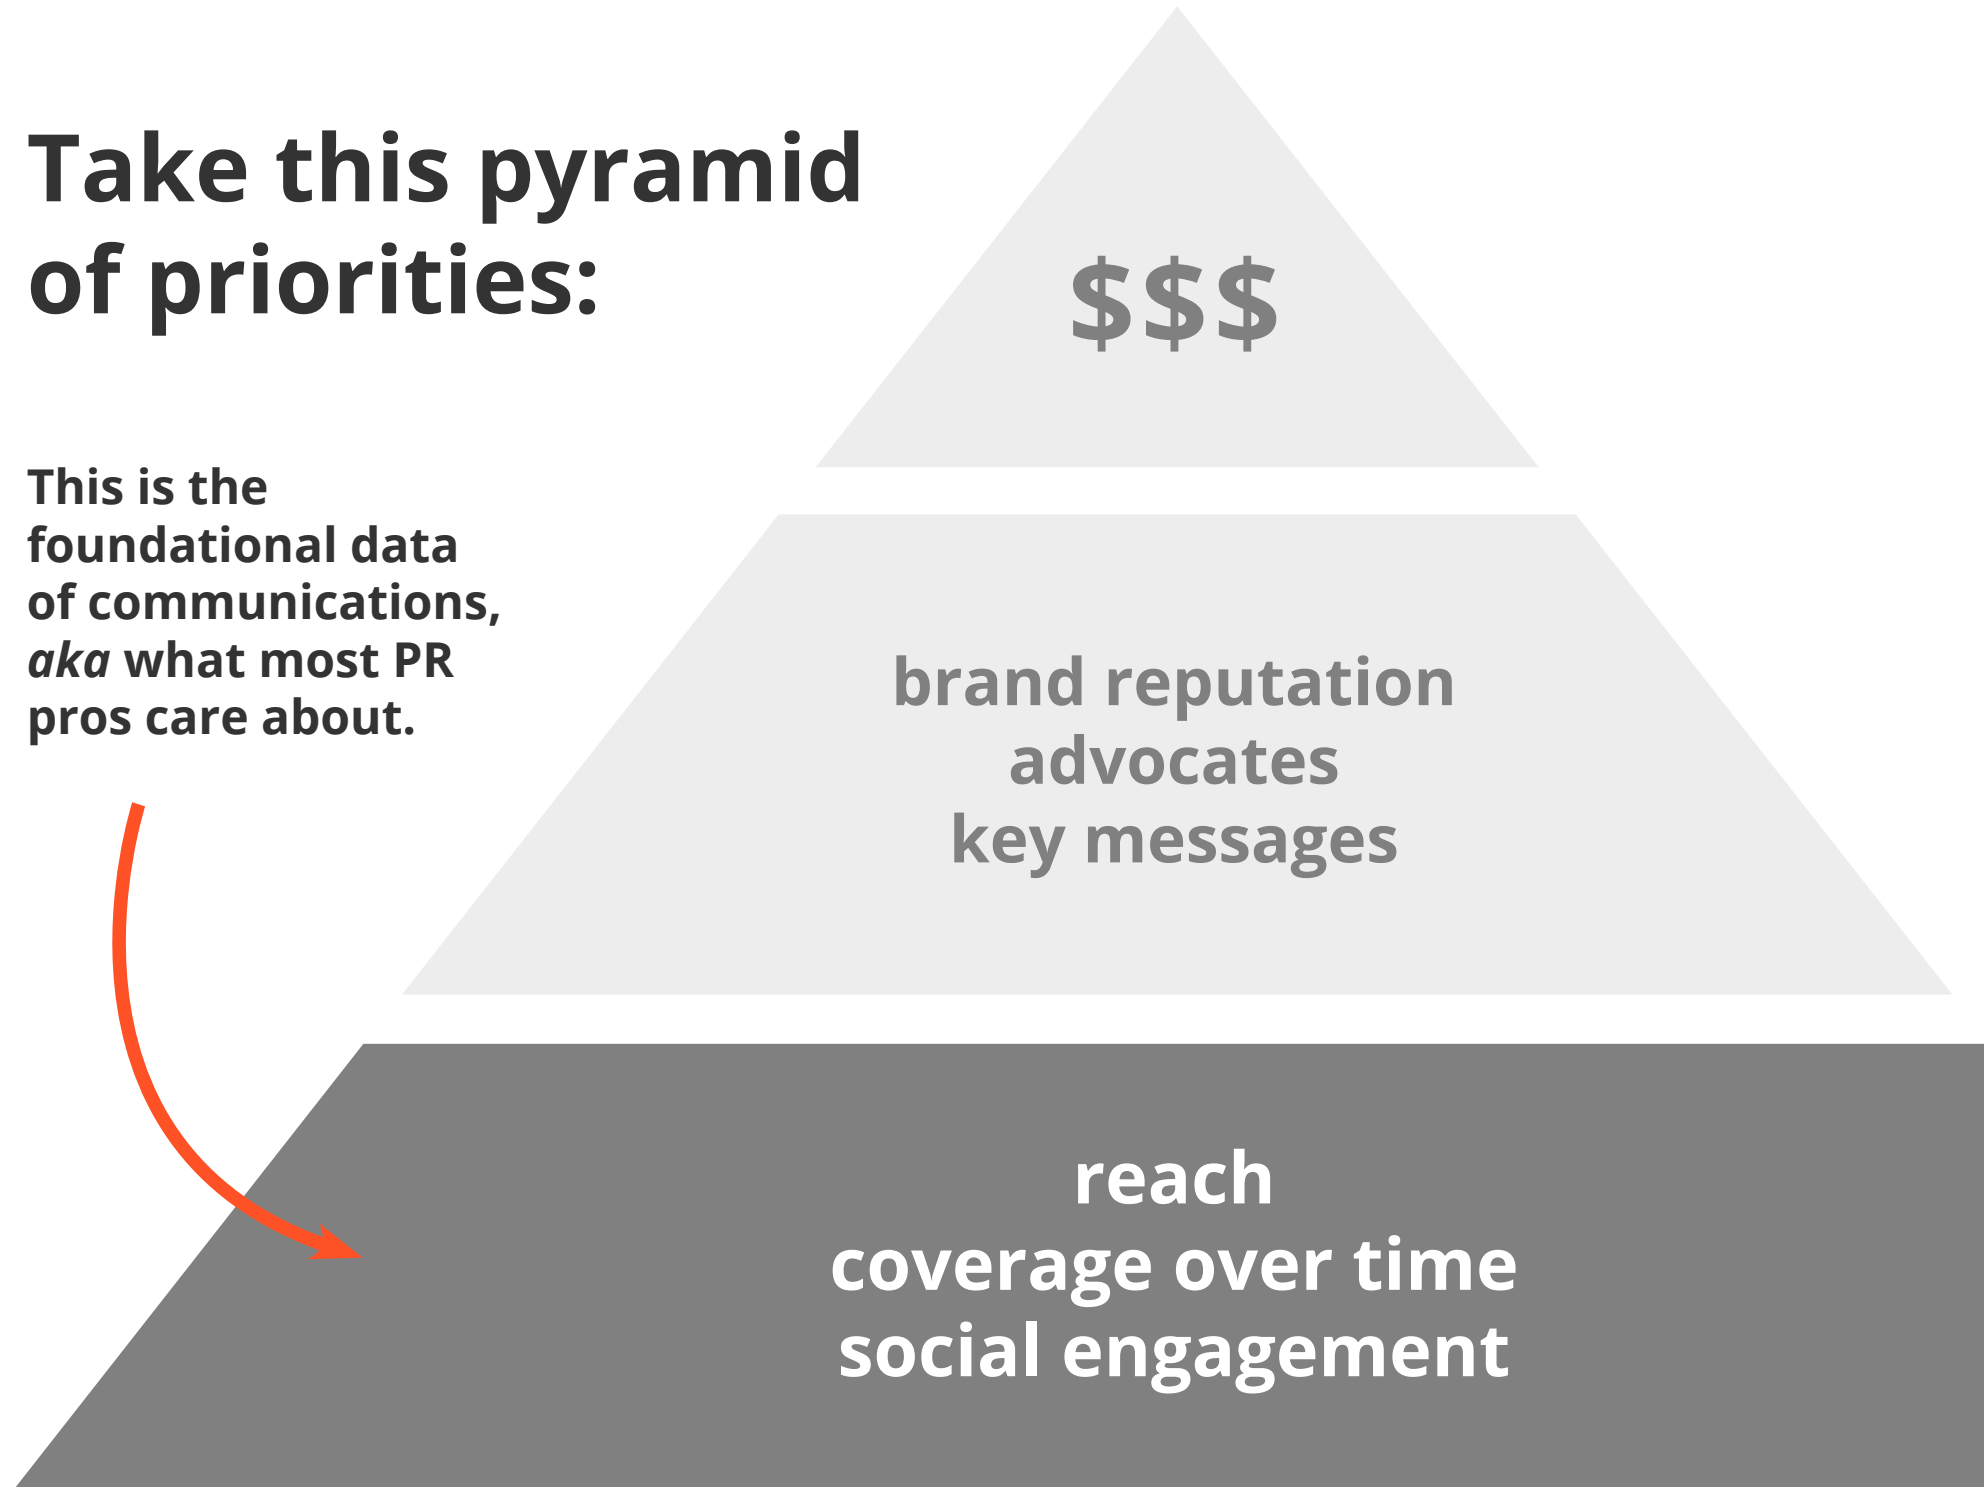 Take this pyramid
of priorities:
$$$
This is the
foundational data
of communications,
aka what most PR
pros care about.
brand reputation
advocates
key messages
reach
coverage over time
social engagement